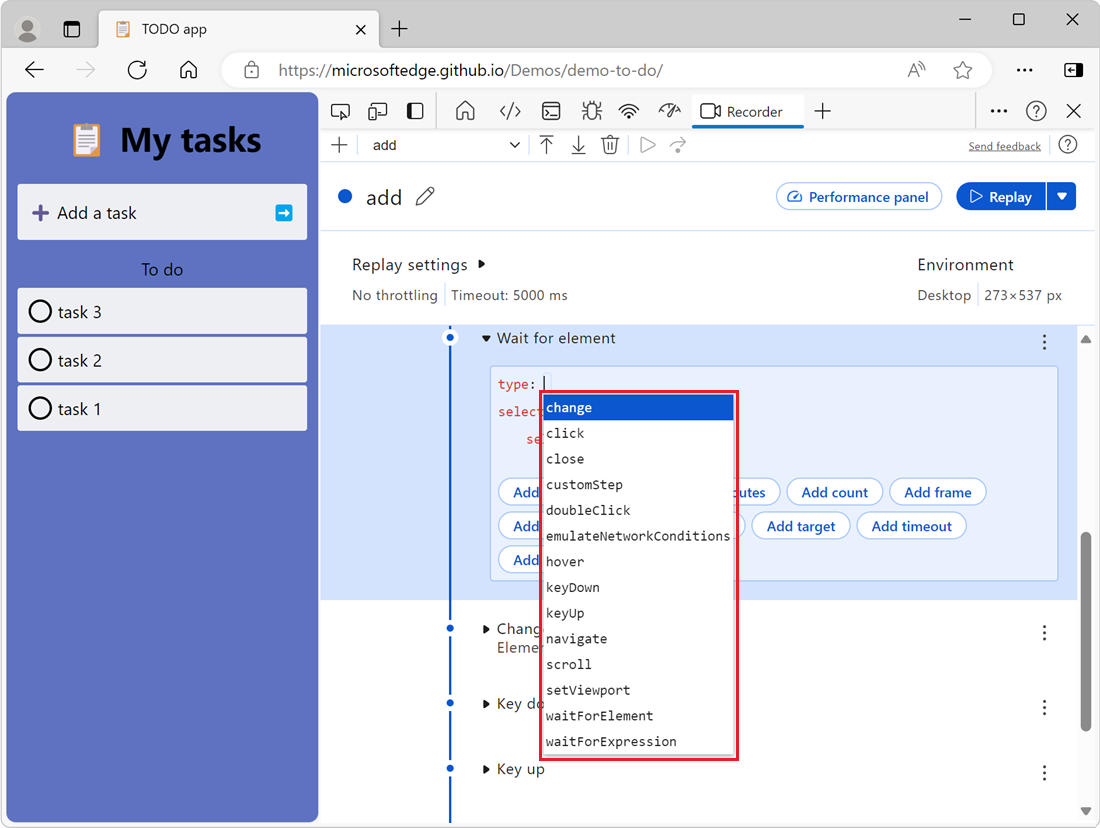 TODO app
https://microsoftedge.github.io/Demos/demo-to-do/
My tasks
Add a task
To do
task 3
task 2
task 1
Recorder
add
Send feedback
add
Performance panel
Replay
Replay settings
No throttling
Timeout: 5000 ms
Environment
Desktop
273×537 px
Wait for element
type:
select
se
change
click
close
customStep
doubleClick
emulateNetworkConditions
hover
keyDown
keyUp
navigate
scroll
setViewport
waitForElement
waitForExpression
Add
Add count
Add frame
Add
Add target
Add timeout
Add
Chang
Eleme
Key do
Key up